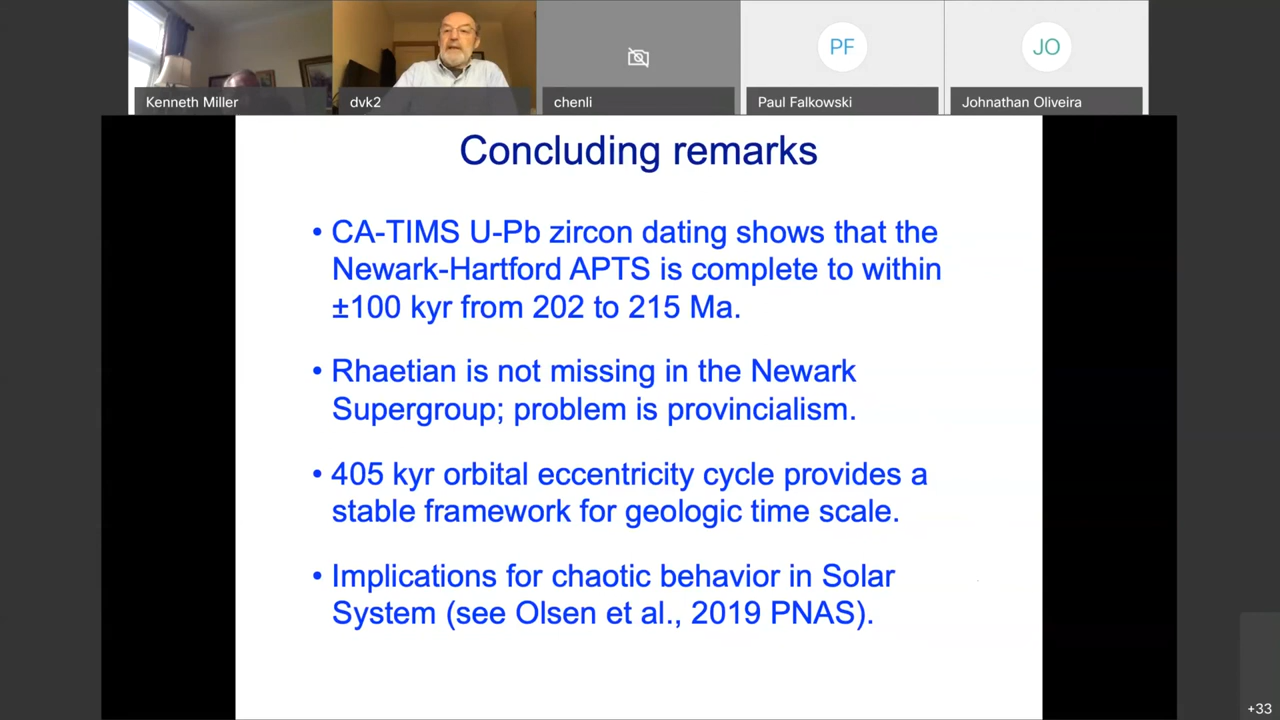 Kenneth Miller
dvk2
chenli
PF
Paul Falkowski
JO
Johnathan Oliveira
Concluding remarks
• CA-TIMS U-Pb zircon dating shows that the
Newark-Hartford APTS is complete to within
±100 kyr from 202 to 215 Ma.
• Rhaetian is not missing in the Newark
Supergroup; problem is provincialism.
• 405 kyr orbital eccentricity cycle provides a
stable framework for geologic time scale.
• Implications for chaotic behavior in Solar
System (see Olsen et al., 2019 PNAS).
+33